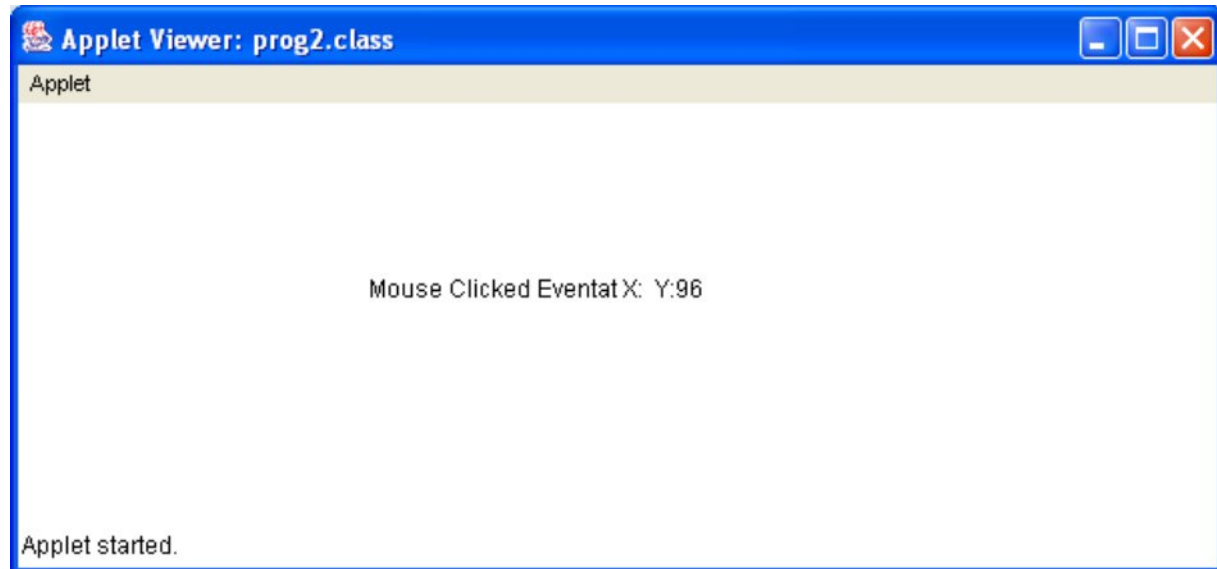 Applet Viewer: prog2.class
Applet
Mouse Clicked Eventat X: Y:96
Applet started.